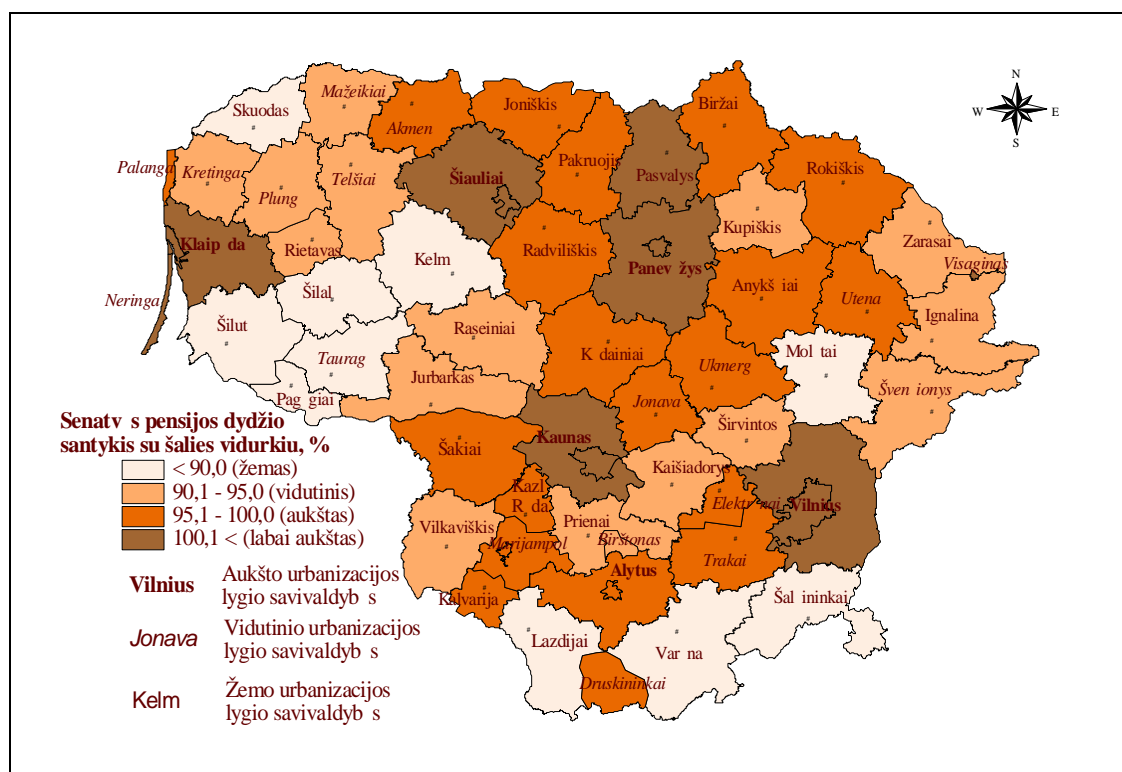 N
W E
S
Mažeikiai
Skuodas
Akmen
Joniškis
Biržai
Palanga
Kretinga
Plung
Telšiai
Šiauliai
Pakruojis
Pasvalys
Rokiškis
Klaip da
Rietavas
Kelm
Radviliškis
Panev žys
Kupiškis
Zarasai
Visaginas
Neringa
Šilal
Šilut
Anykš iai
Utena
Ignalina
Raseiniai
Taurag
Jurbarkas
K dainiai
Ukmerg
Mol tai
Šven ionys
Pag giai
Jonava
Širvintos
Senatv s pensijos dydžio
santykis su šalies vidurkiu, %
< 90,0 (žemas)
90,1 - 95,0 (vidutinis)
95,1 - 100,0 (aukštas)
100,1 < (labai aukštas)
Šakiai
Kaunas
Kaišiadorys
Kazl
R da
Elektr nai
Vilnius
Vilkaviškis
Prienai
Birštonas
Marijampol
Trakai
Alytus
Kalvarija
Šal ininkai
Lazdijai
Var na
Druskininkai
Vilnius Aukšto urbanizacijos
lygio savivaldyb s
Jonava Vidutinio urbanizacijos
lygio savivaldyb s
Kelm Žemo urbanizacijos
lygio savivaldyb s